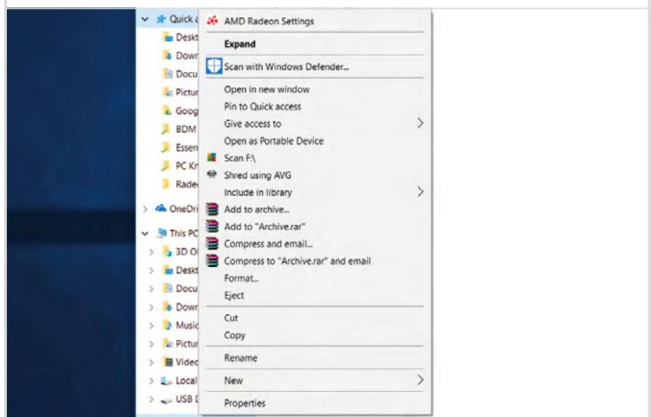 Quick a
AMD Radeon Settings
Deskt
Expand
Down
Scan with Windows Defender...
Docu
Pictur
Open in new window
Goog
Pin to Quick access
BDM
Give access to
Essen
Open as Portable Device
PC Kr
Scan F:\
Shred using AVG
Rade
Include in library
OneDri
Add to archive...
Add to "Archive.rar"
This PC
Compress and email...
3D O
Compress to "Archive.rar" and email
Deskt
Format...
Docu
Eject
Down
Cut
Music
Copy
Pictur
Rename
Video
Local
New
USB D
Properties